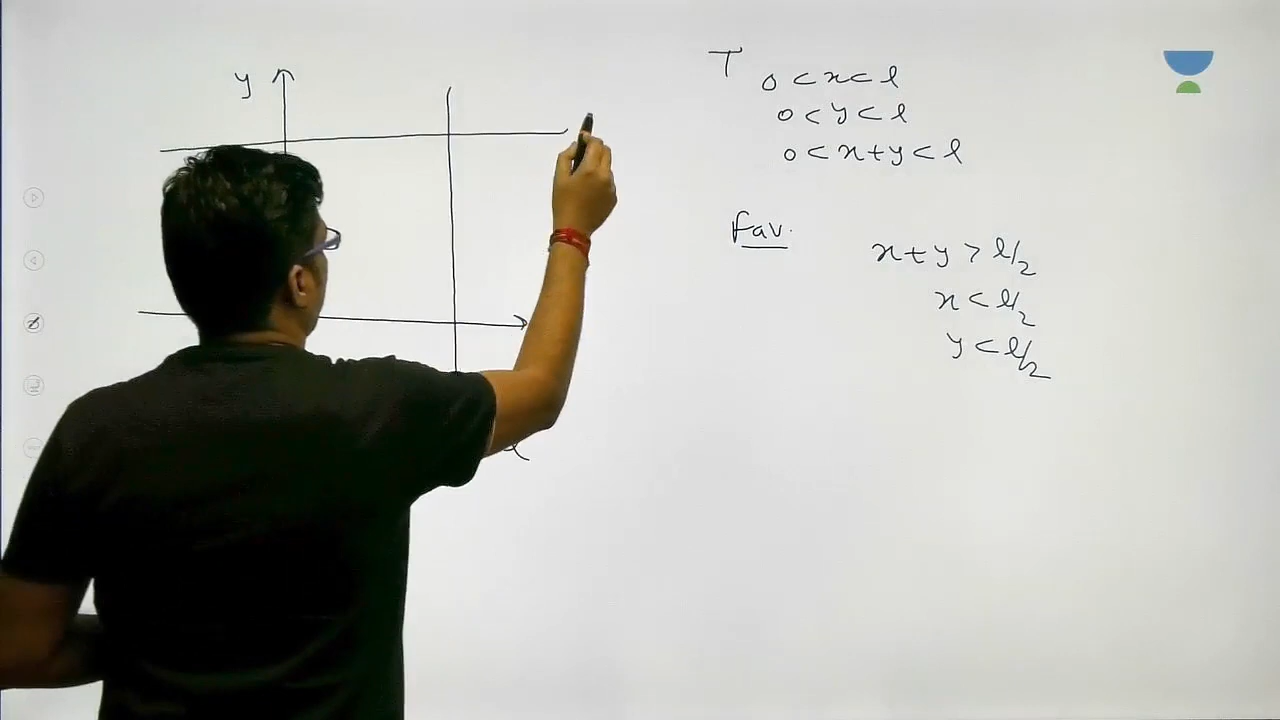 y
T
0 < x < l
0 < y < l
0 < x+y < l
Fav.
x+y > l/2
x < l/2
y < l/2
x